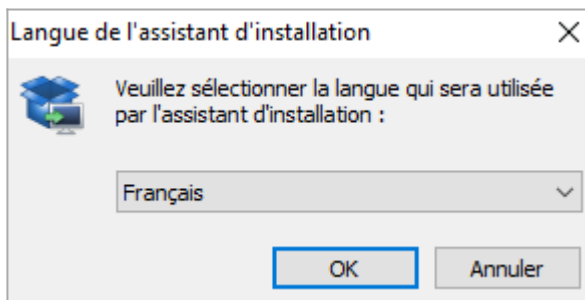 Langue de l'assistant d'installation
Veuillez sélectionner la langue qui sera utilisée
par l'assistant d'installation :
Français
OK
Annuler